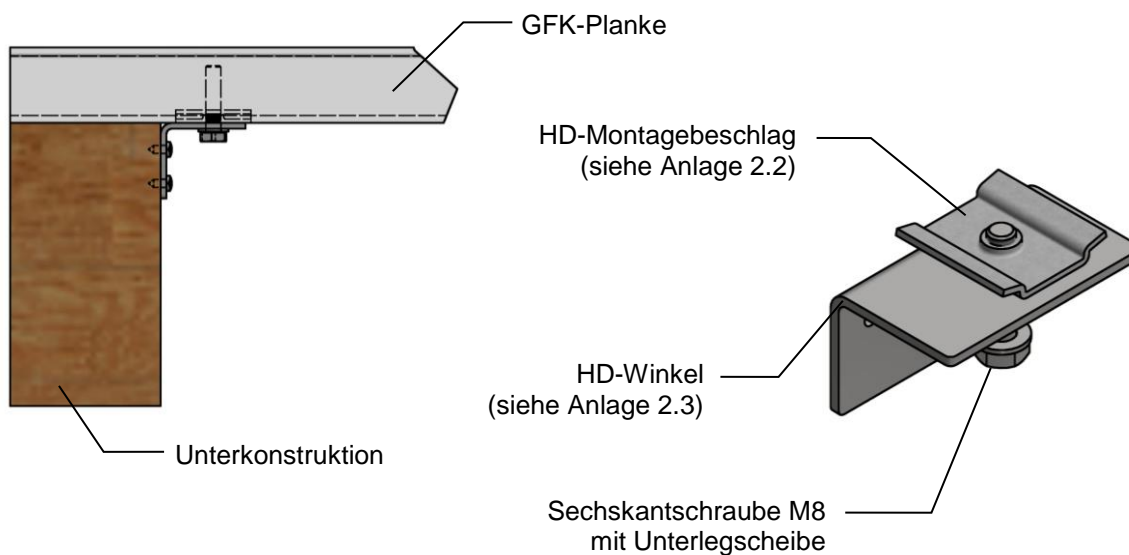 GFK-Planke
HD-Montagebeschlag
(siehe Anlage 2.2)
HD-Winkel
(siehe Anlage 2.3)
Unterkonstruktion
Sechskantschraube M8
mit Unterlegscheibe